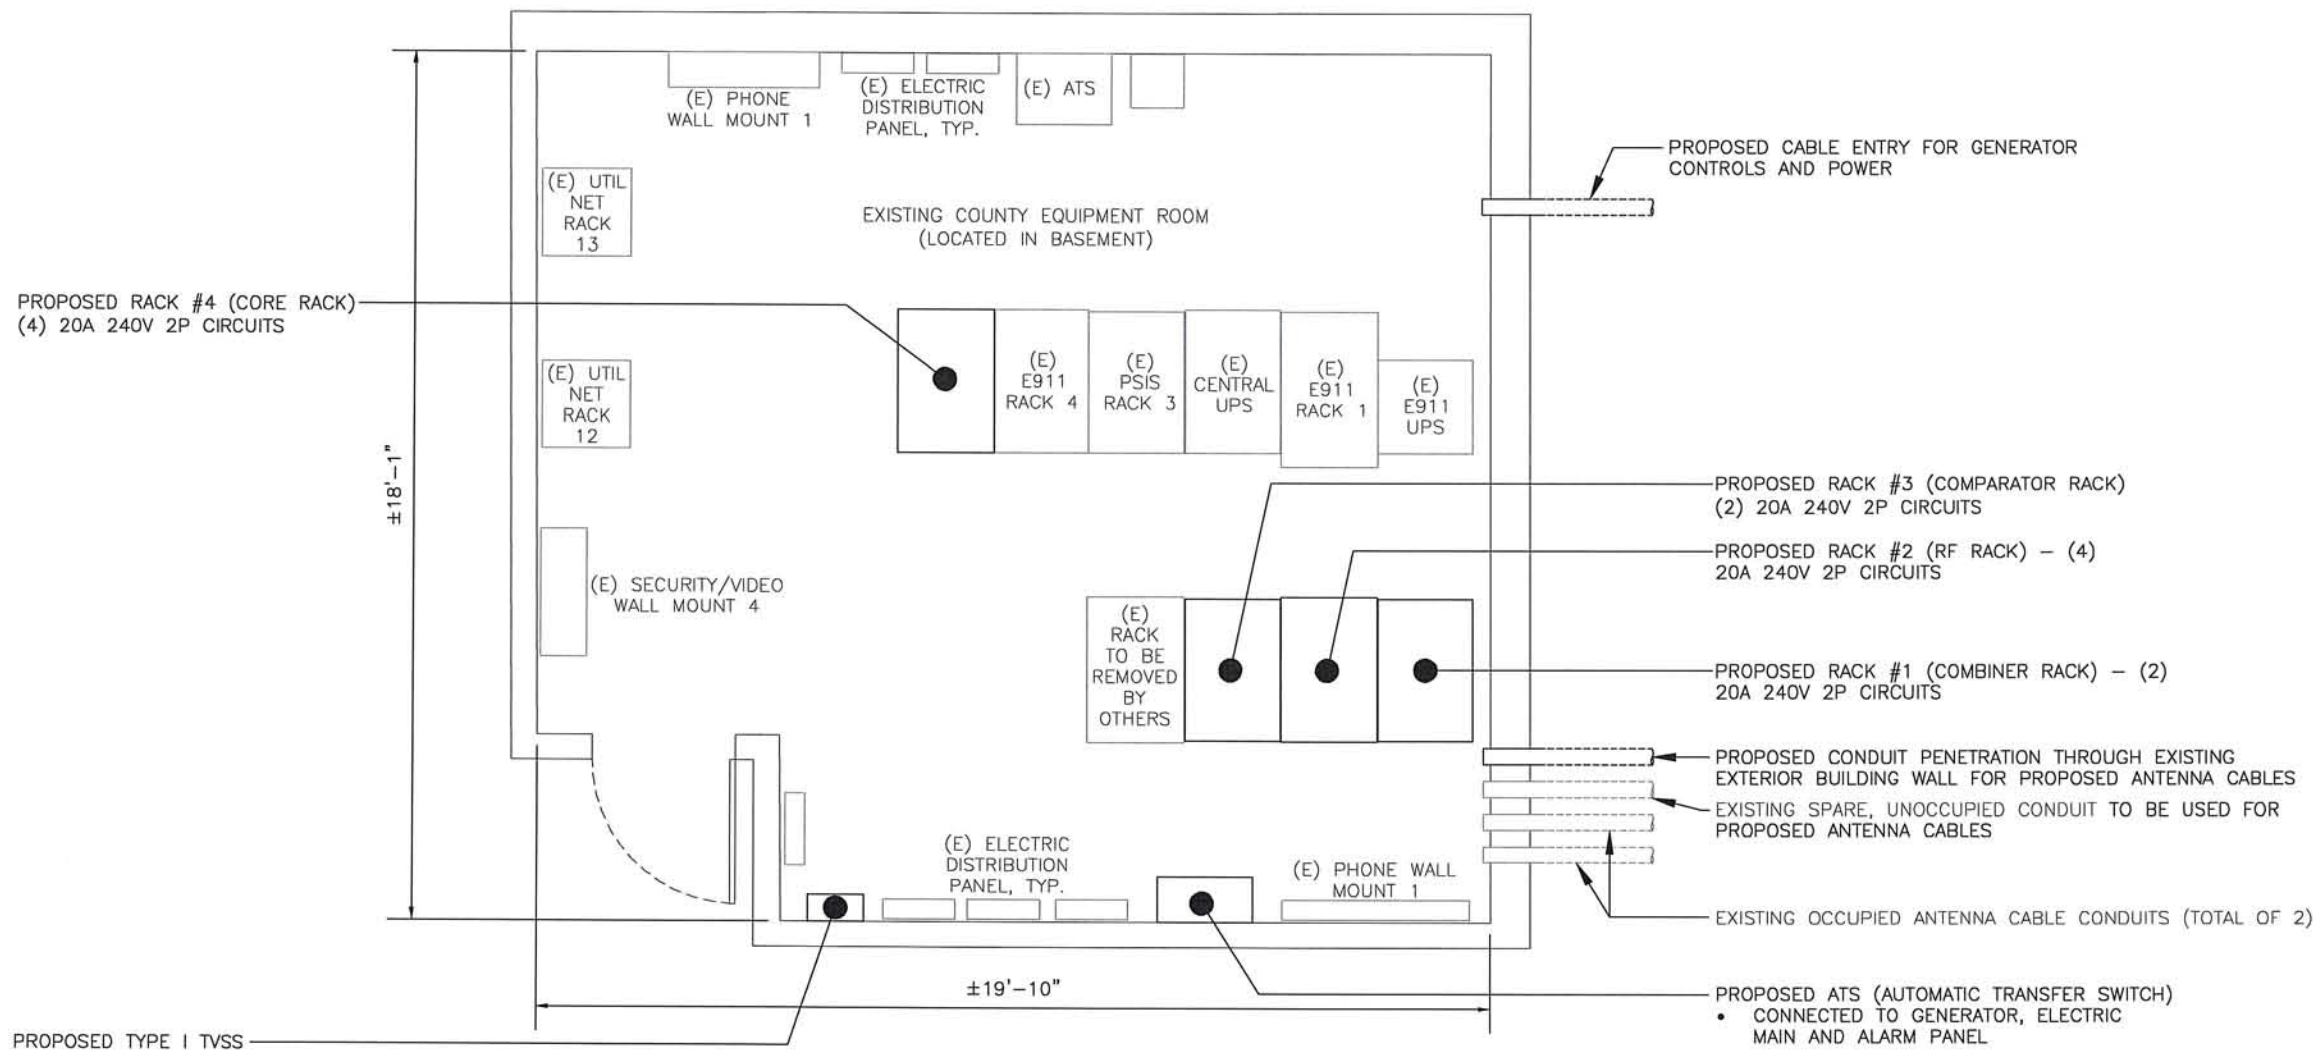 (E) PHONE
WALL MOUNT 1
(E) ELECTRIC
DISTRIBUTION
PANEL, TYP.
(E) ATS
PROPOSED CABLE ENTRY FOR GENERATOR
CONTROLS AND POWER
(E) UTIL
NET
RACK
13
EXISTING COUNTY EQUIPMENT ROOM
(LOCATED IN BASEMENT)
PROPOSED RACK #4 (CORE RACK)
(4) 20A 240V 2P CIRCUITS
(E) UTIL
NET
RACK
12
(E)
E911
RACK 4
(E)
PSIS
RACK 3
(E)
CENTRAL
UPS
(E)
E911
RACK 1
(E)
E911
UPS
±18'-1"
PROPOSED RACK #3 (COMPARATOR RACK)
(2) 20A 240V 2P CIRCUITS
PROPOSED RACK #2 (RF RACK) – (4)
20A 240V 2P CIRCUITS
(E) SECURITY/VIDEO
WALL MOUNT 4
(E)
RACK
TO BE
REMOVED
BY
OTHERS
PROPOSED RACK #1 (COMBINER RACK) – (2)
20A 240V 2P CIRCUITS
PROPOSED CONDUIT PENETRATION THROUGH EXISTING
EXTERIOR BUILDING WALL FOR PROPOSED ANTENNA CABLES
EXISTING SPARE, UNOCCUPIED CONDUIT TO BE USED FOR
PROPOSED ANTENNA CABLES
(E) ELECTRIC
DISTRIBUTION
PANEL, TYP.
(E) PHONE WALL
MOUNT 1
EXISTING OCCUPIED ANTENNA CABLE CONDUITS (TOTAL OF 2)
±19'-10"
PROPOSED ATS (AUTOMATIC TRANSFER SWITCH)
• CONNECTED TO GENERATOR, ELECTRIC
MAIN AND ALARM PANEL
PROPOSED TYPE I TVSS